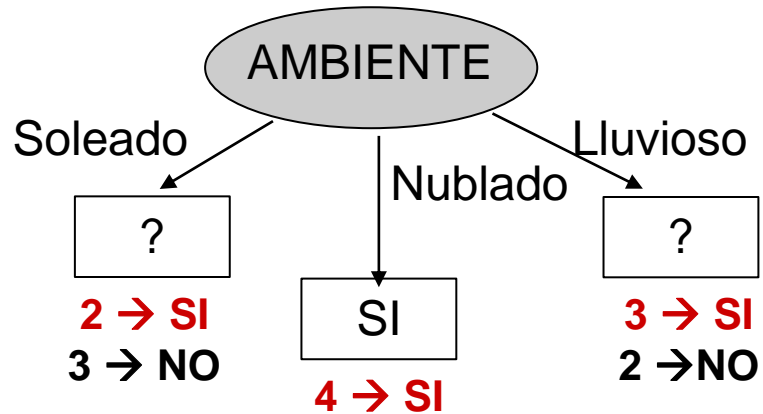 AMBIENTE
Soleado
Lluvioso
Nublado
?
?
SI
2 → SI
3 → NO
3 → SI
2 →NO
4 → SI